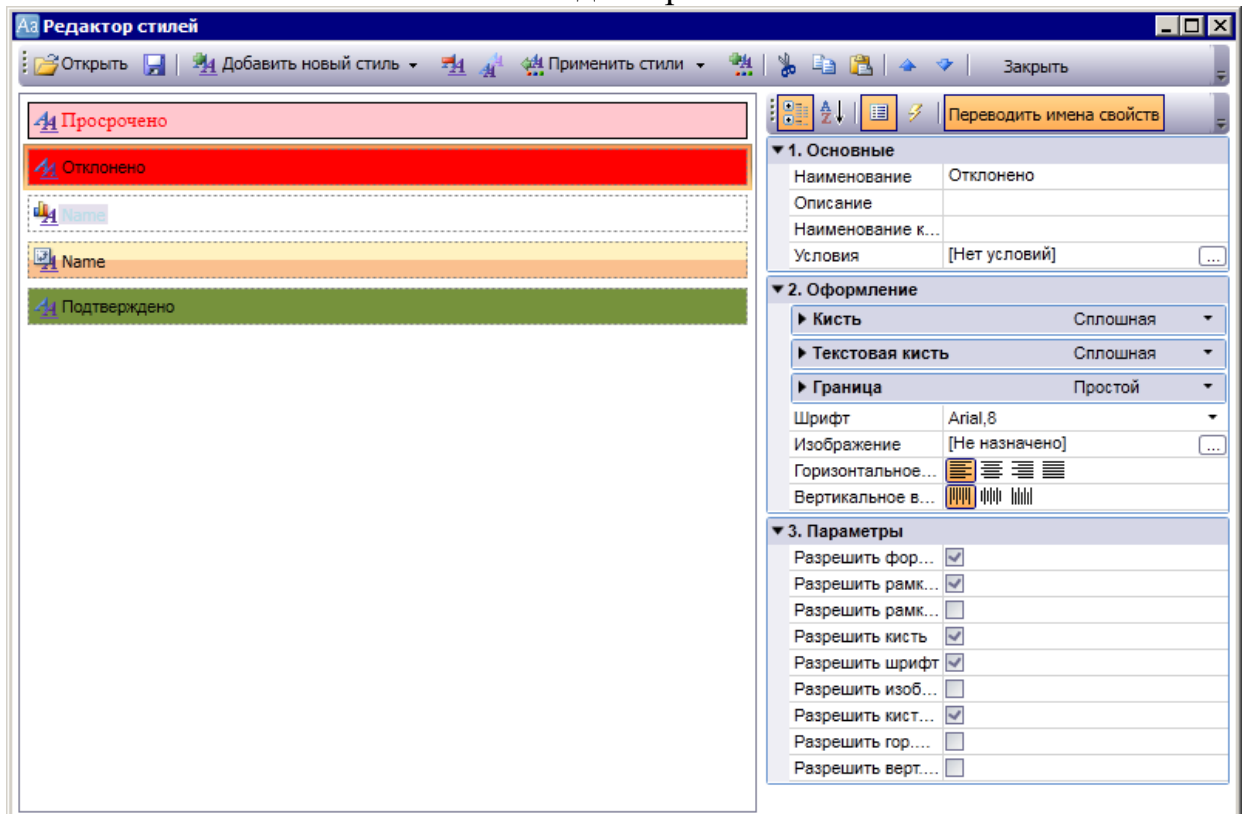 Редактор стилей
Открыть Добавить новый стиль Применить стили Закрыть
Просрочено
Отклонено
Name
Name
Подтверждено
Переводить имена свойств
1. Основные
Наименование Отклонено
Описание
Наименование к...
Условия [Нет условий] ...
2. Оформление
Кисть Сплошная
Текстовая кисть Сплошная
Граница Простой
Шрифт Arial,8
Изображение [Не назначено] ...
Горизонтальное...
Вертикальное в...
3. Параметры
Разрешить фор...
Разрешить рамк...
Разрешить рамк...
Разрешить кисть
Разрешить шрифт
Разрешить изоб...
Разрешить кист...
Разрешить гор....
Разрешить верт....